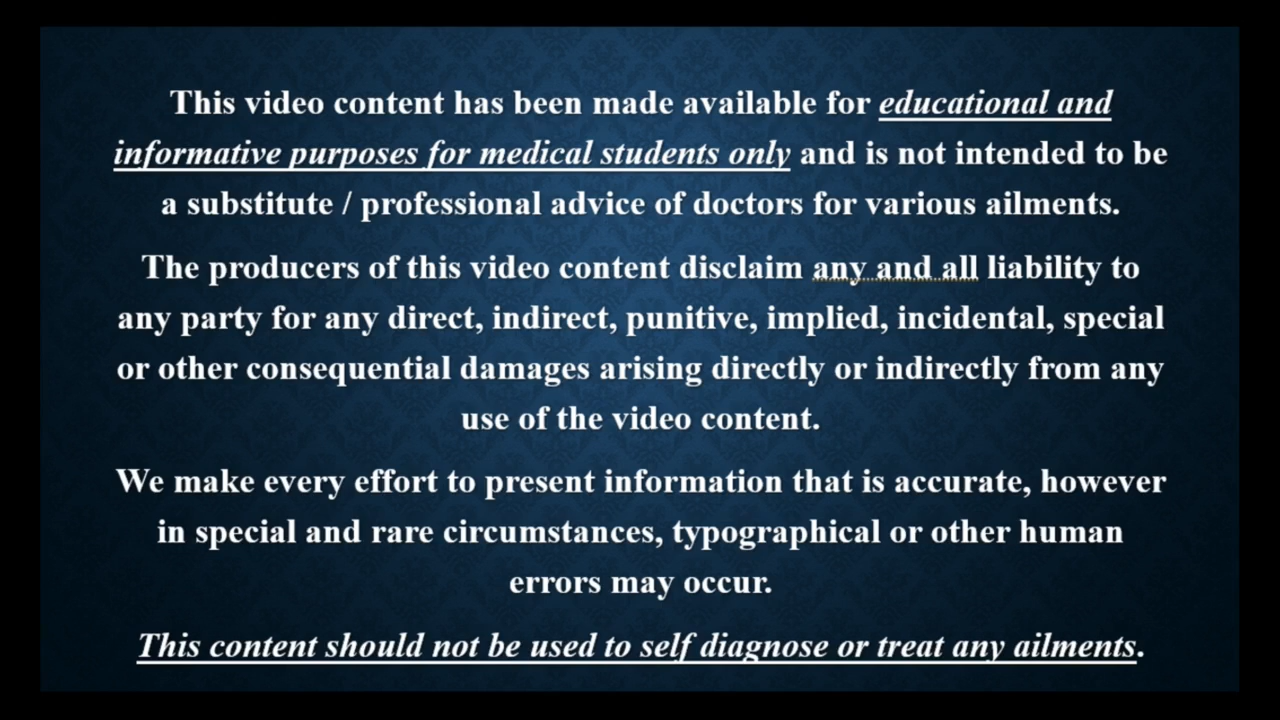 This video content has been made available for educational and
informative purposes for medical students only and is not intended to be
a substitute / professional advice of doctors for various ailments.
The producers of this video content disclaim any and all liability to
any party for any direct, indirect, punitive, implied, incidental, special
or other consequential damages arising directly or indirectly from any
use of the video content.
We make every effort to present information that is accurate, however
in special and rare circumstances, typographical or other human
errors may occur.
This content should not be used to self diagnose or treat any ailments.